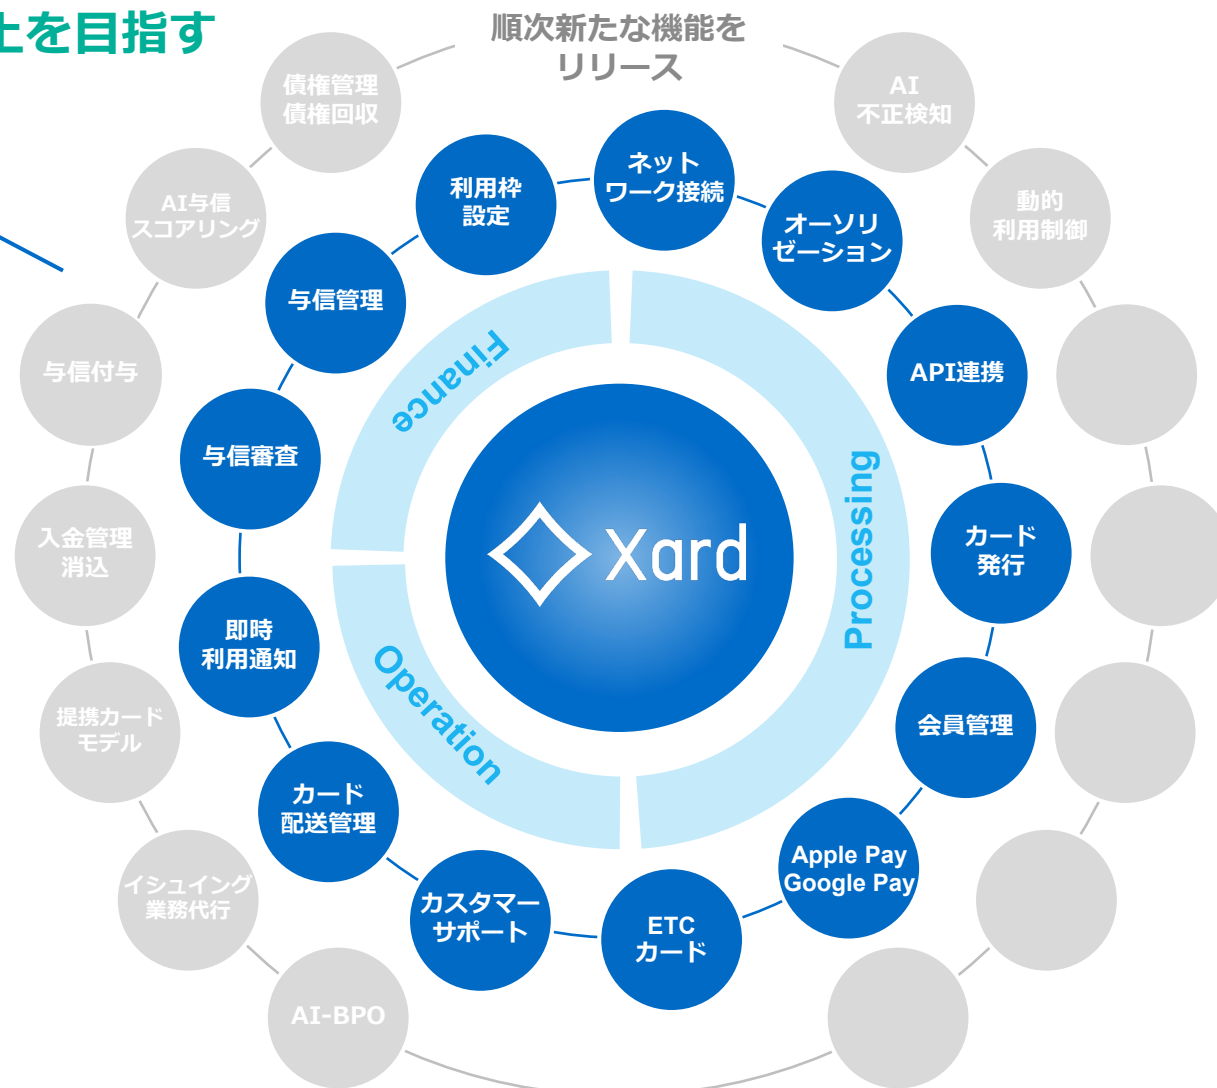 上を目指す
順次新たな機能を
リリース
債権管理
債権回収
AI
不正検知
AI与信
スコアリング
動的
利用制御
与信付与
入金管理
消込
提携カード
モデル
イシュイング
業務代行
AI-BPO
利用枠
設定
ネット
ワーク接続
オーソリ
ゼーション
与信管理
API連携
与信審査
カード
発行
即時
利用通知
会員管理
カード
配送管理
Apple Pay
Google Pay
カスタマー
サポート
ETC
カード
Finance
Processing
Operation
Xard